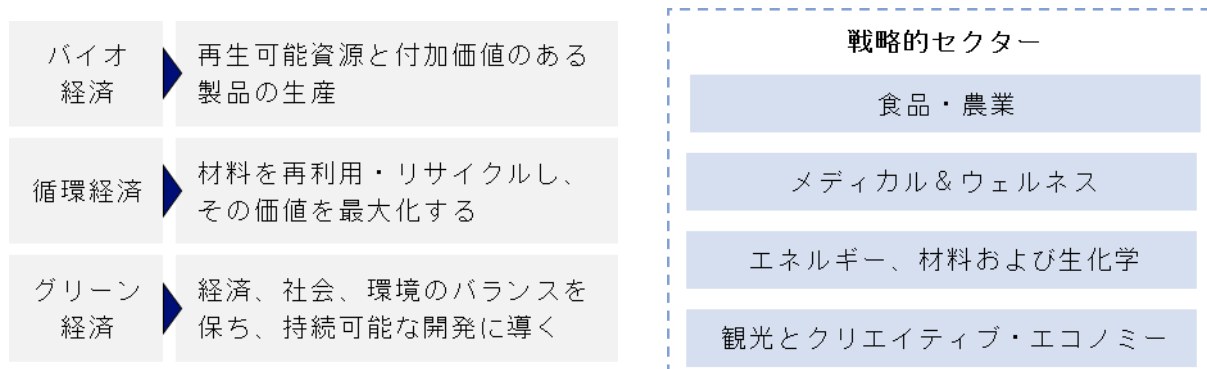 バイオ
経済
再生可能資源と付加価値のある
製品の生産
循環経済
材料を再利用・リサイクルし、
その価値を最大化する
グリーン
経済
経済、社会、環境のバランスを
保ち、持続可能な開発に導く
戦略的セクター
食品・農業
メディカル＆ウェルネス
エネルギー、材料および生化学
観光とクリエイティブ・エコノミー